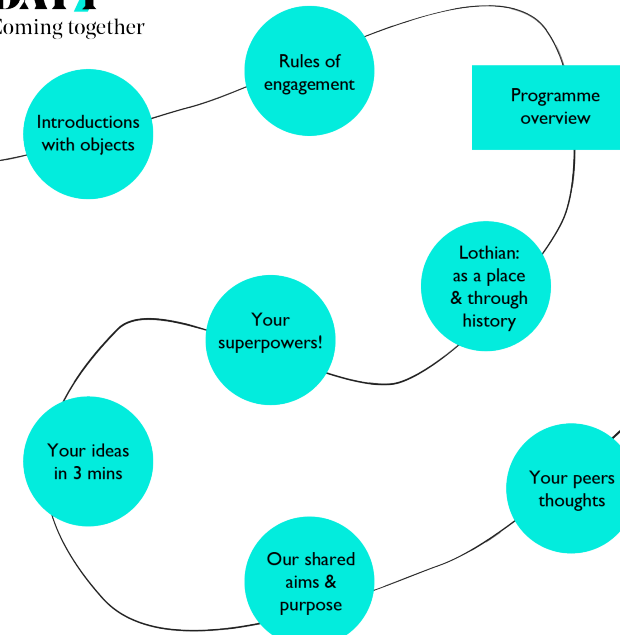 DAY
Coming together
Introductions
with objects
Rules of
engagement
Programme
overview
Lothian:
as a place
& through
history
Your
superpowers!
Your ideas
in 3 mins
Our shared
aims &
purpose
Your peers
thoughts